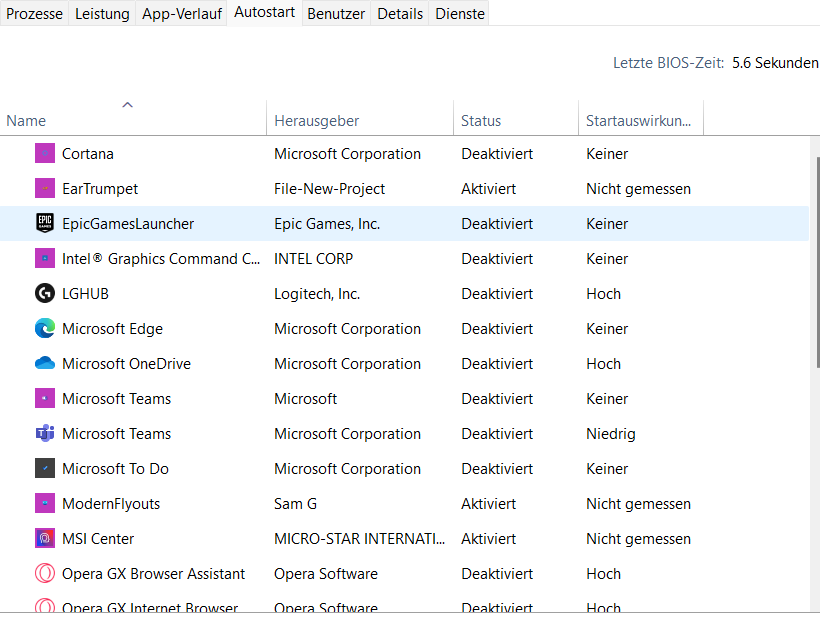 Prozesse Leistung App-Verlauf Autostart Benutzer Details Dienste
Letzte BIOS-Zeit: 5.6 Sekunden
Name Herausgeber Status Startauswirkun...
Cortana Microsoft Corporation Deaktiviert Keiner
EarTrumpet File-New-Project Aktiviert Nicht gemessen
EPIC GAMES EpicGamesLauncher Epic Games, Inc. Deaktiviert Keiner
Intel® Graphics Command C... INTEL CORP Deaktiviert Keiner
LGHUB Logitech, Inc. Deaktiviert Hoch
Microsoft Edge Microsoft Corporation Deaktiviert Keiner
Microsoft OneDrive Microsoft Corporation Deaktiviert Hoch
Microsoft Teams Microsoft Deaktiviert Keiner
Microsoft Teams Microsoft Corporation Deaktiviert Niedrig
Microsoft To Do Microsoft Corporation Deaktiviert Keiner
ModernFlyouts Sam G Aktiviert Nicht gemessen
MSI Center MICRO-STAR INTERNATI... Aktiviert Nicht gemessen
Opera GX Browser Assistant Opera Software Deaktiviert Hoch
Opera GX Internet Browser Opera Software Deaktiviert Hoch